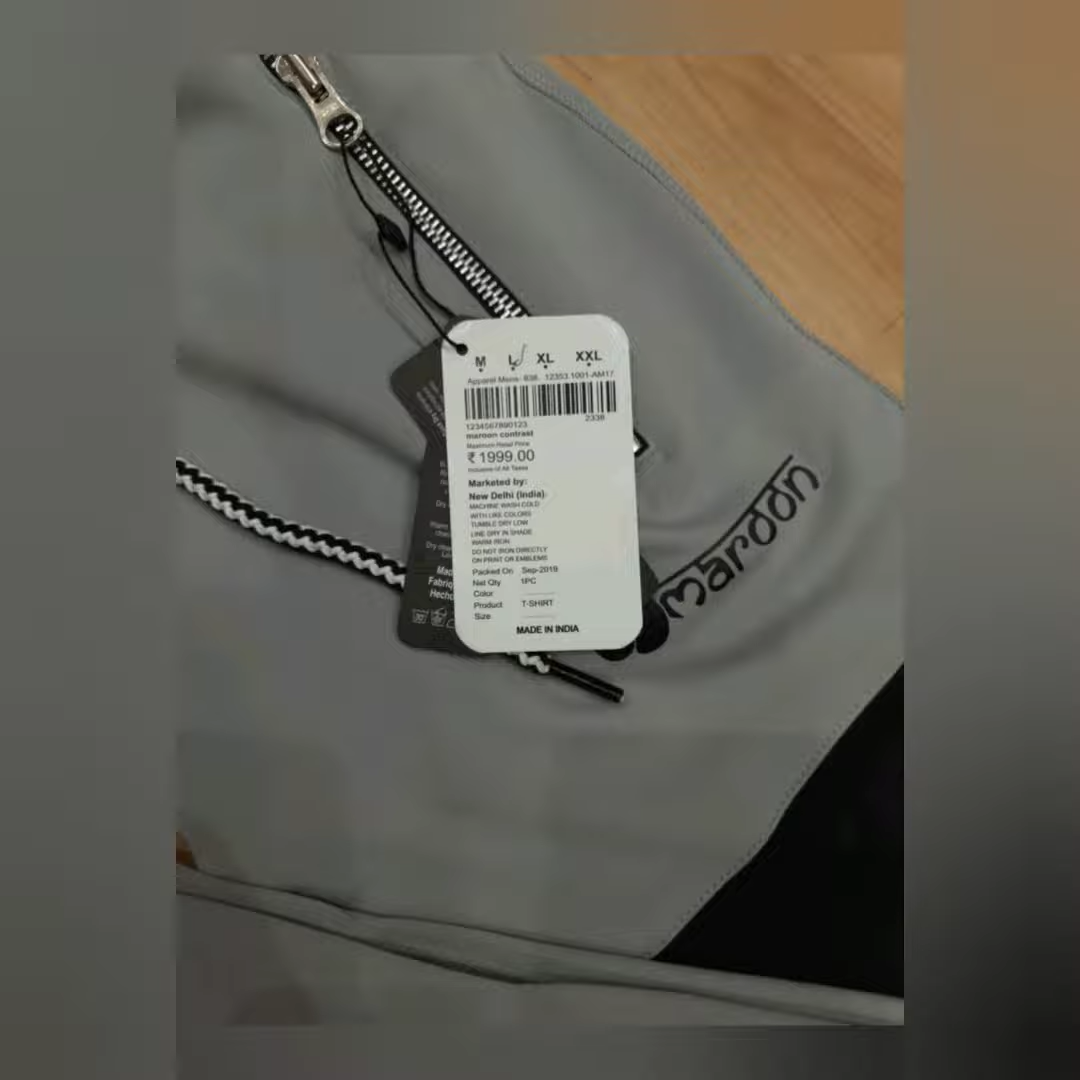 M L XL XXL
Apparel Mens 836. 12353.1001-AM17
1234567890123 2338
maroon contrast
Maximum Retail Price
₹ 1999.00
Inclusive of All Taxes
Marketed by:
New Delhi (India)
MACHINE WASH COLD
WITH LIKE COLORS
TUMBLE DRY LOW
LINE DRY IN SHADE
WARM IRON
DO NOT IRON DIRECTLY
ON PRINT OR EMBLEMS
Packed On Sep-2019
Net Qty 1PC
Color
Product T-SHIRT
Size
MADE IN INDIA
maroon